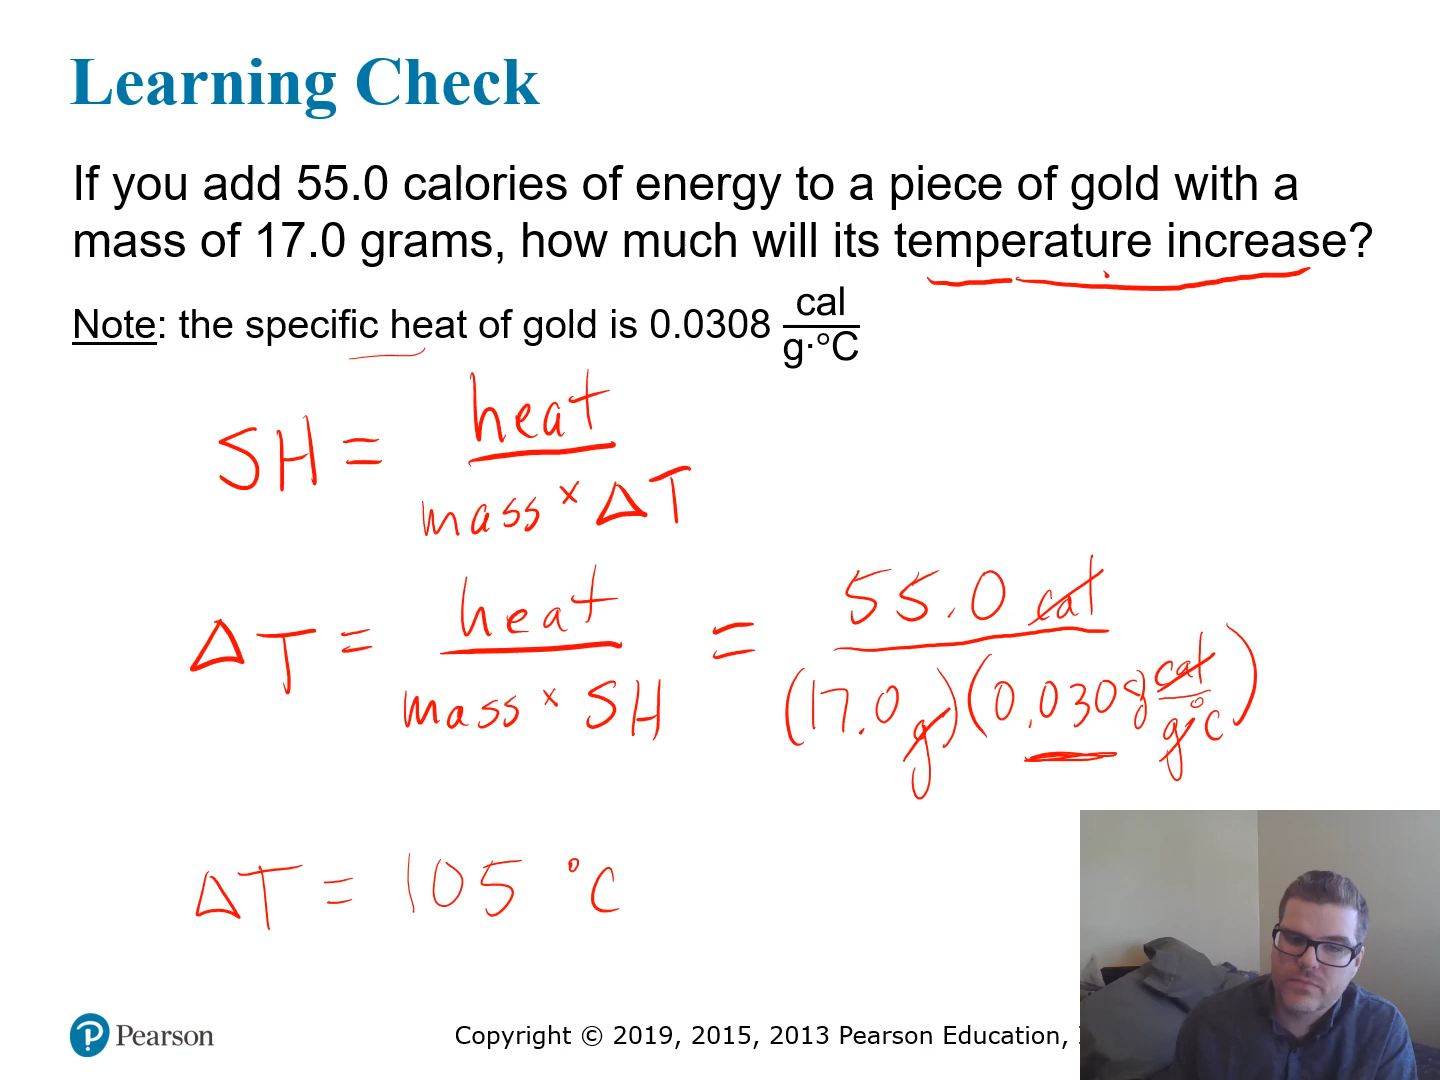 Learning Check
If you add 55.0 calories of energy to a piece of gold with a
mass of 17.0 grams, how much will its temperature increase?
Note: the specific heat of gold is 0.0308 cal/g·°C
SH = heat/mass × ΔT
ΔT = heat/mass × SH = 55.0 cal/(17.0 g)(0.0308 cal/g°C)
ΔT = 105 °C
Pearson
Copyright © 2019, 2015, 2013 Pearson Education,